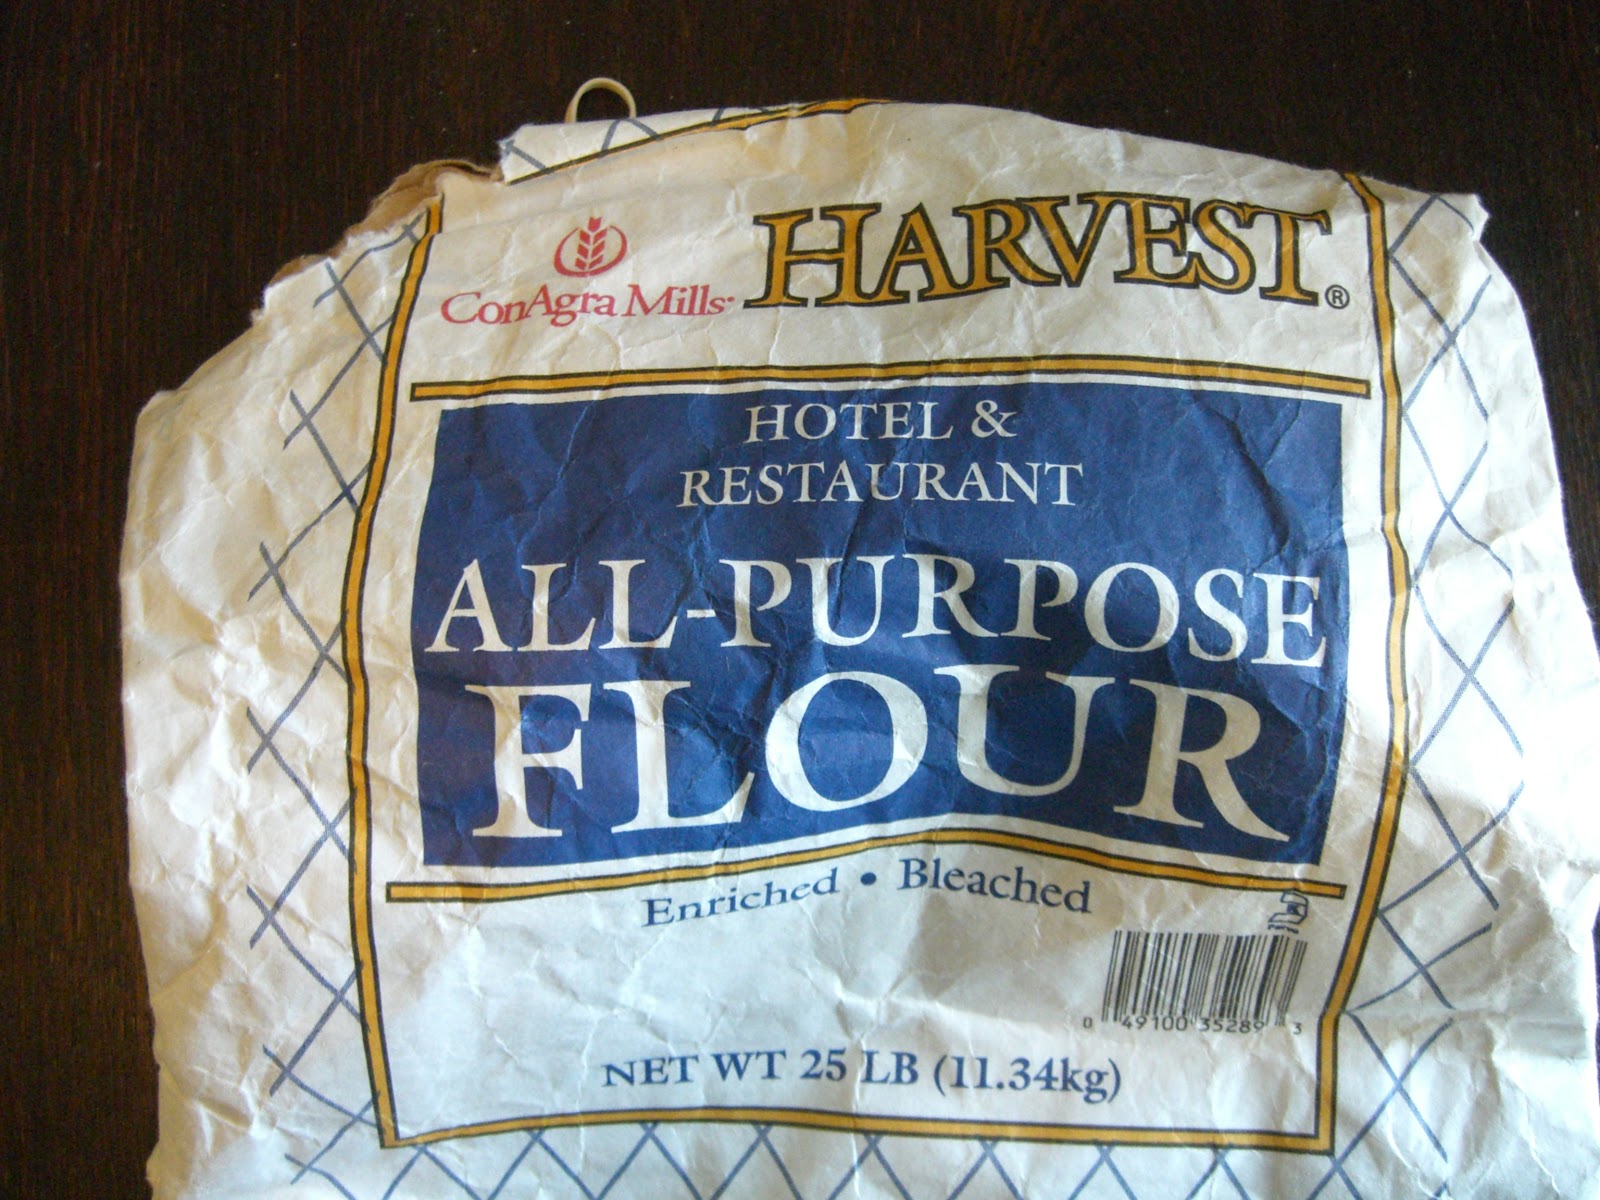 ConAgra Mills
HARVEST®
HOTEL &
RESTAURANT
ALL-PURPOSE
FLOUR
Enriched • Bleached
0 49100 35289 3
NET WT 25 LB (11.34kg)